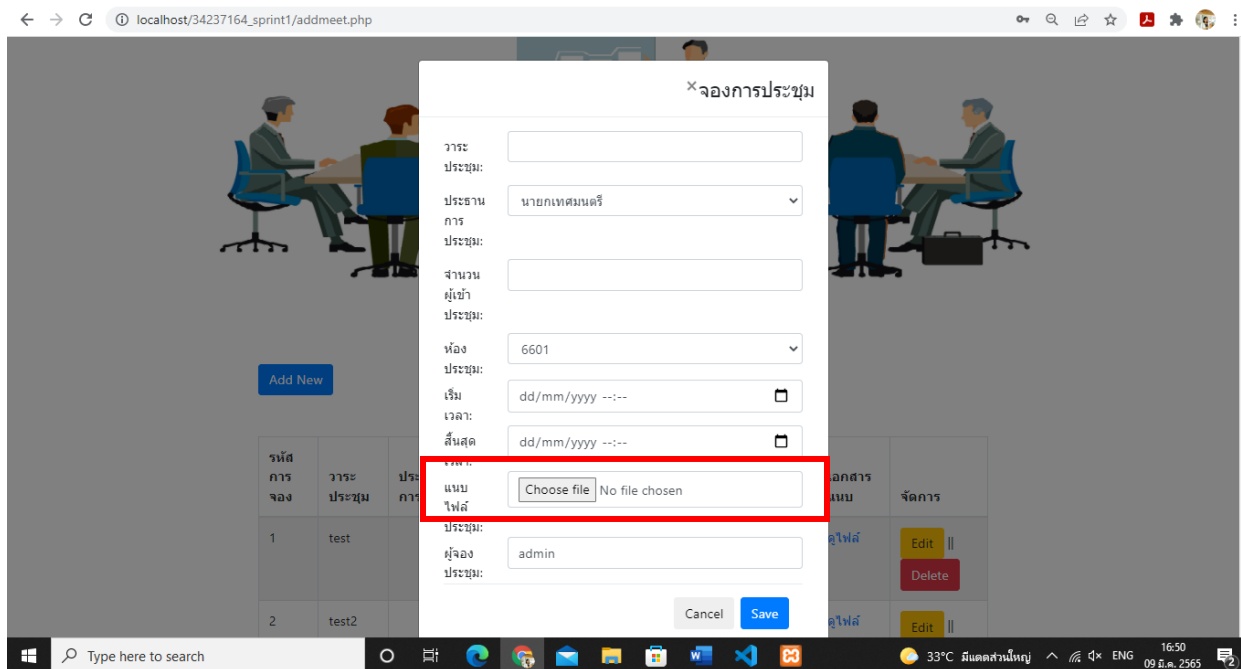 localhost/34237164_sprint1/addmeet.php
×จองการประชุม
วาระ
ประชุม:
ประธาน
การ
ประชุม:
นายกเทศมนตรี
จำนวน
ผู้เข้า
ประชุม:
ห้อง
ประชุม:
6601
เริ่ม
เวลา:
dd/mm/yyyy --:--
สิ้นสุด
เวลา:
dd/mm/yyyy --:--
แนบ
ไฟล์
ประชุม:
Choose file No file chosen
ผู้จอง
ประชุม:
admin
Cancel Save
Add New
รหัส
การ
จอง
วาระ
ประชุม
จัดการ
1 test ดูไฟล์ Edit ||
Delete
2 test2 ดูไฟล์ Edit ||
Type here to search
33°C มีแดดส่วนใหญ่ ENG 16:50
09 มี.ค. 2565
2